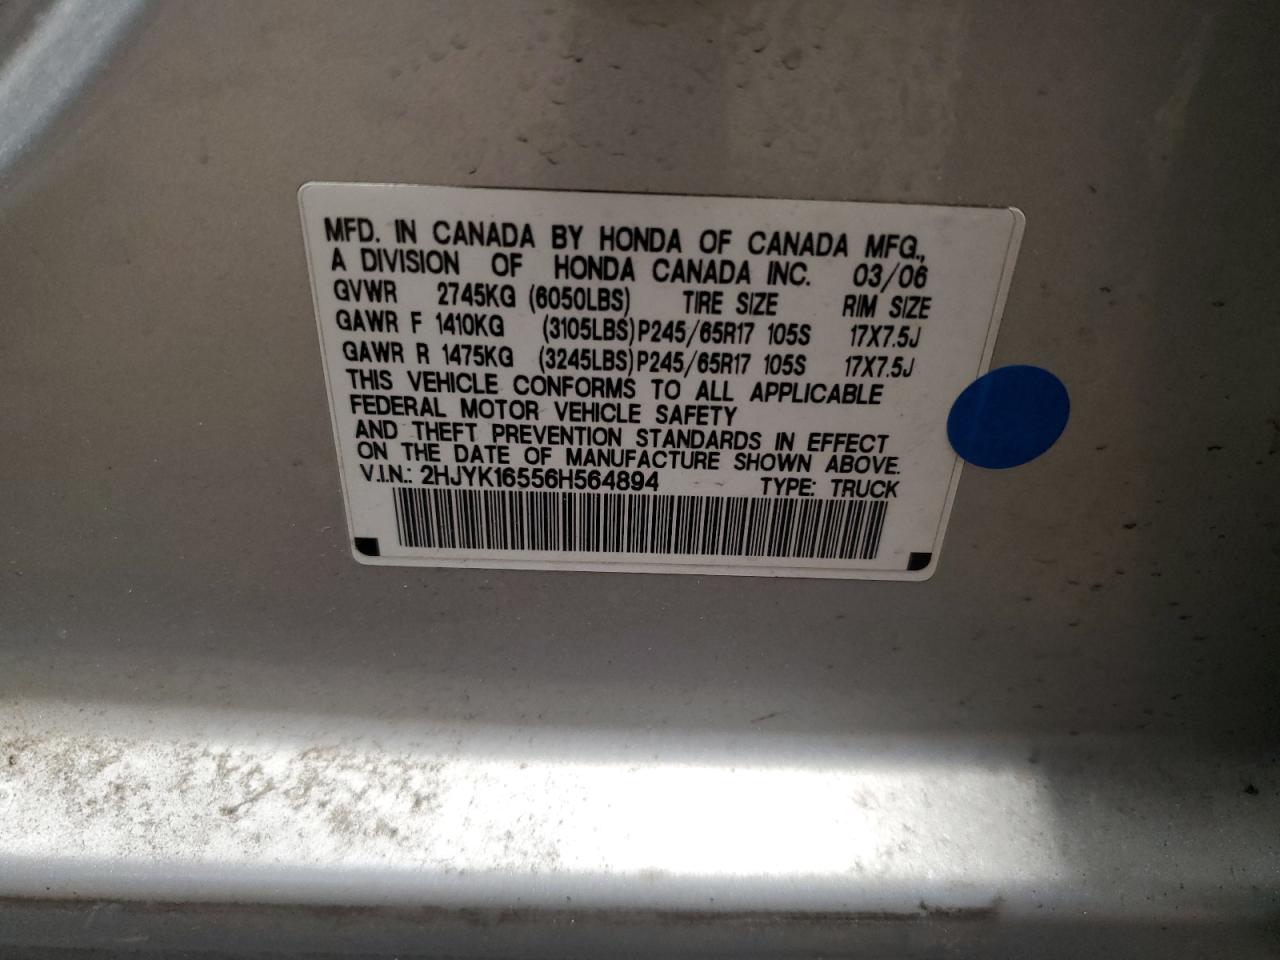 MFD. IN CANADA BY HONDA OF CANADA MFG.,
A DIVISION OF HONDA CANADA INC. 03/06
GVWR 2745KG (6050LBS) TIRE SIZE RIM SIZE
GAWR F 1410KG (3105LBS) P245/65R17 105S 17X7.5J
GAWR R 1475KG (3245LBS) P245/65R17 105S 17X7.5J
THIS VEHICLE CONFORMS TO ALL APPLICABLE
FEDERAL MOTOR VEHICLE SAFETY
AND THEFT PREVENTION STANDARDS IN EFFECT
ON THE DATE OF MANUFACTURE SHOWN ABOVE.
V.I.N.: 2HJYK16556H564894 TYPE: TRUCK